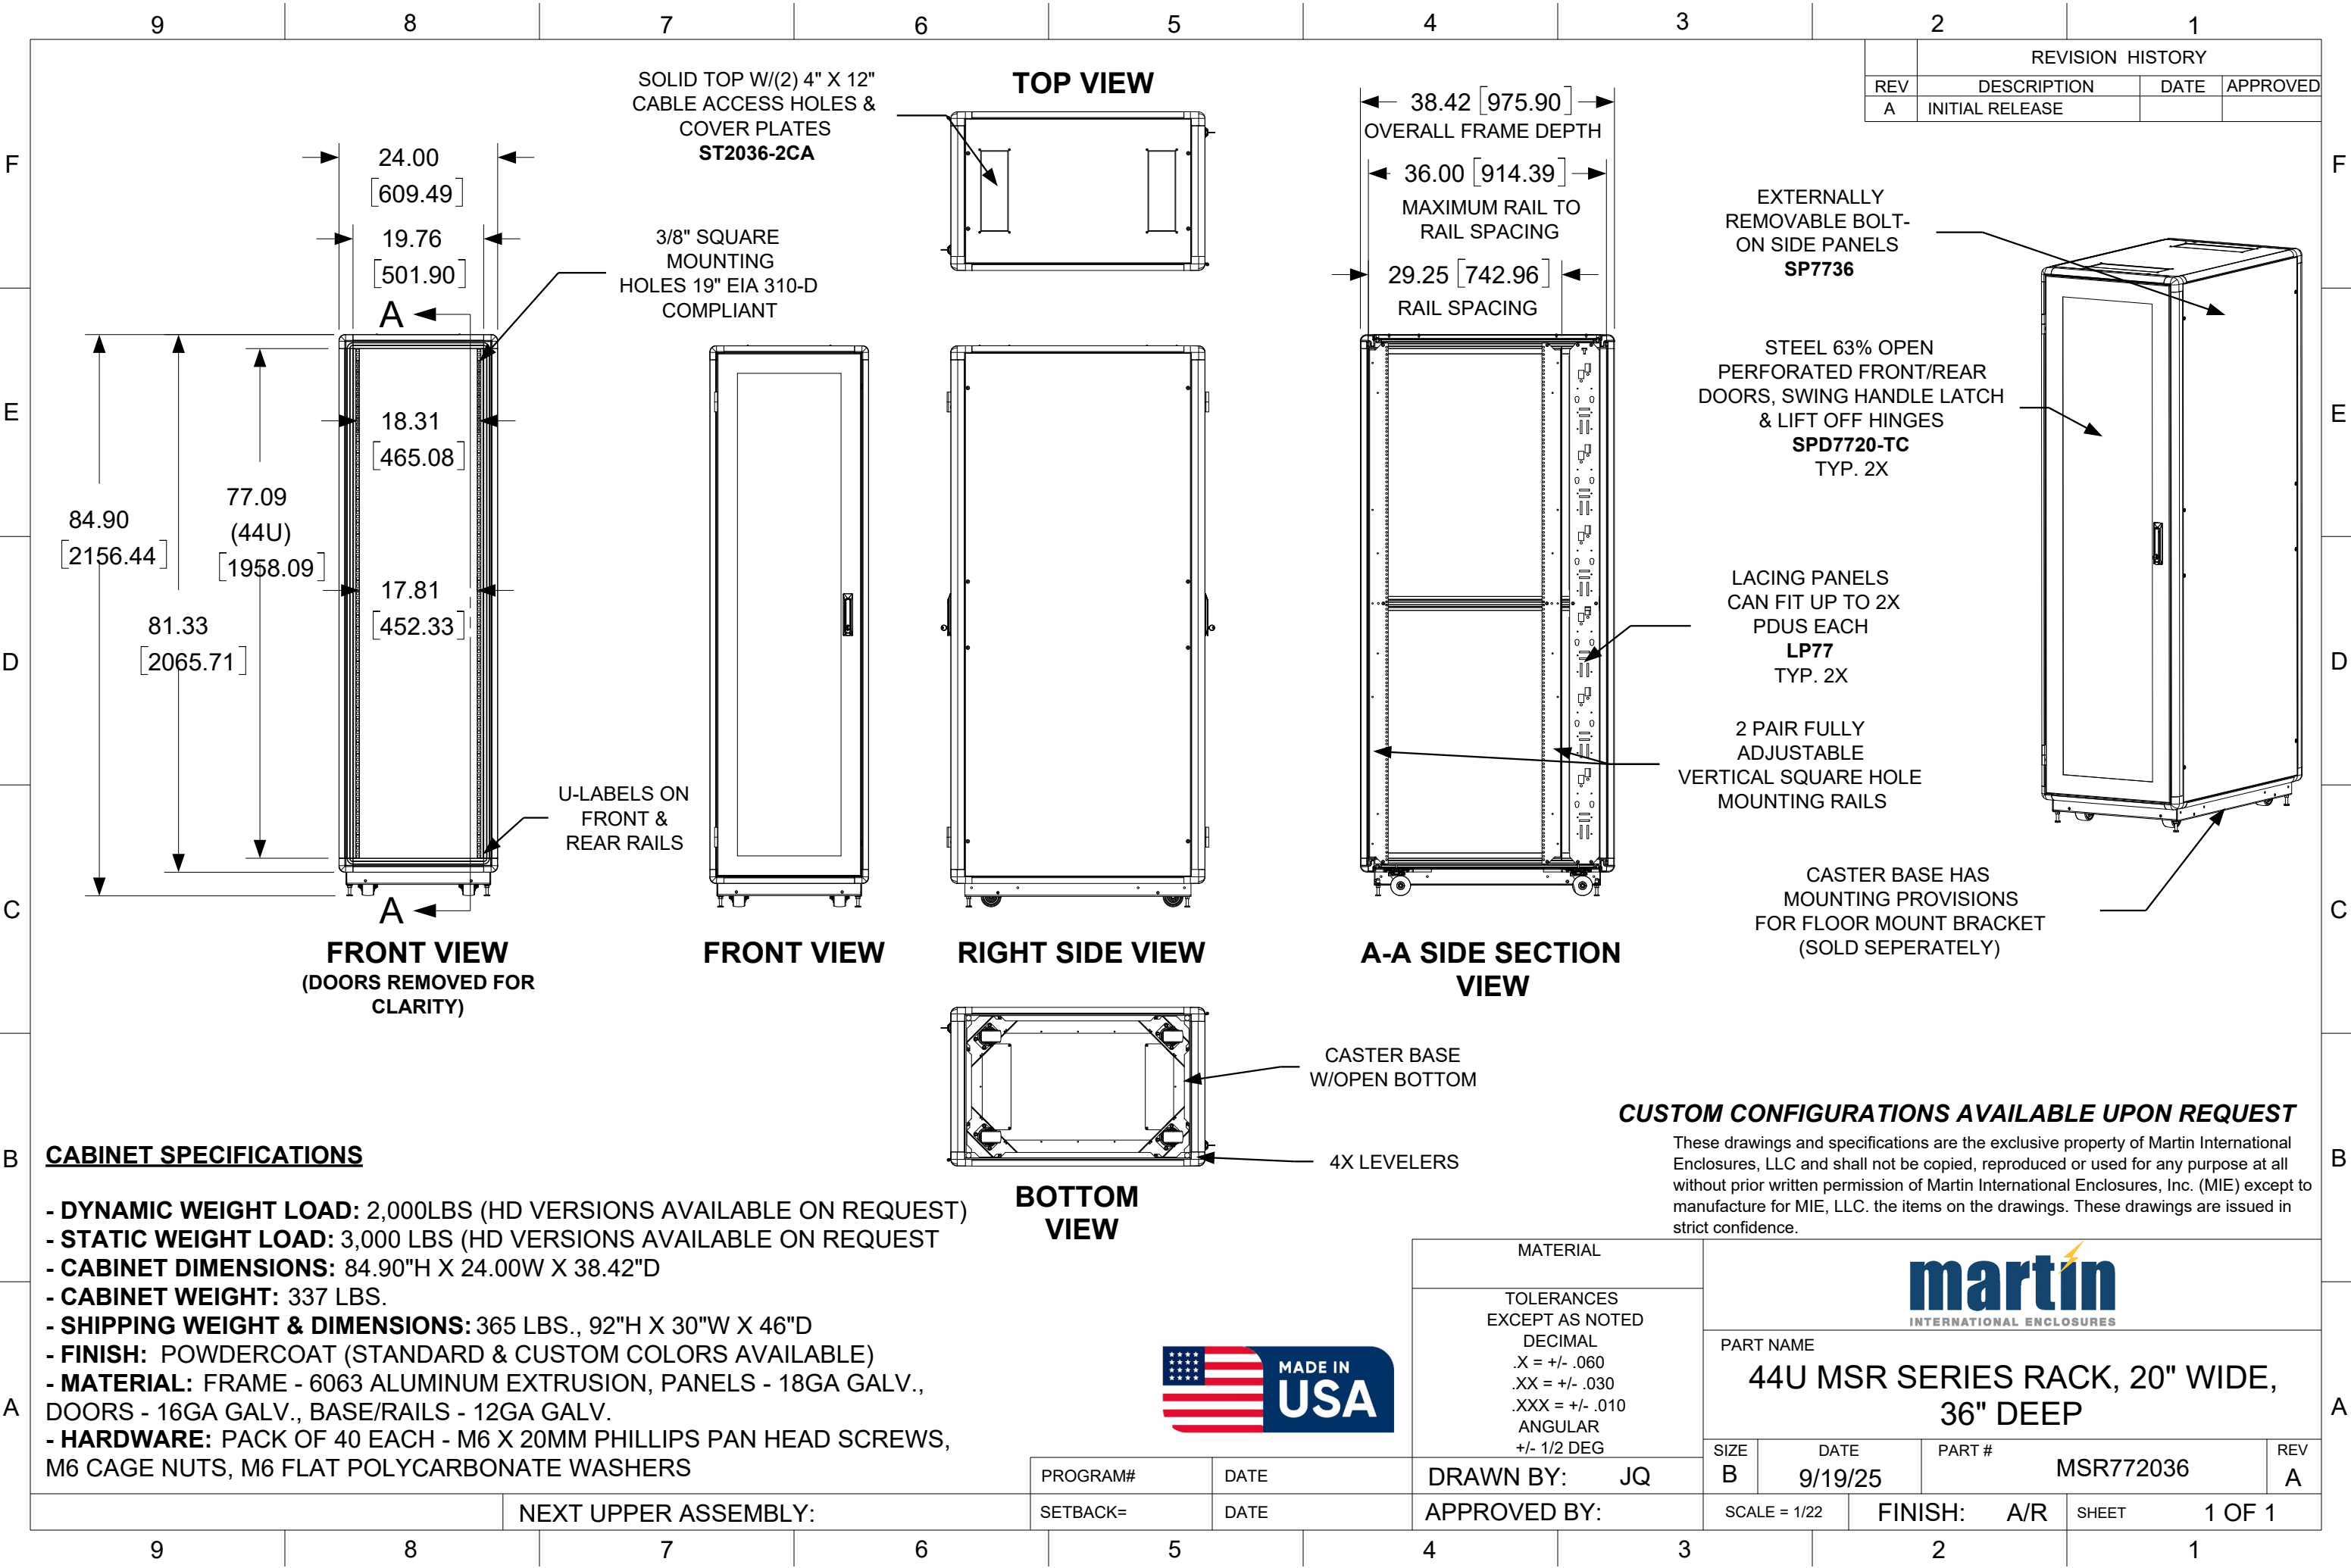 9 8 7 6 5 4 3 2 1
F
E
D
C
B
A
REVISION HISTORY
REV DESCRIPTION DATE APPROVED
A INITIAL RELEASE
SOLID TOP W/(2) 4" X 12"
CABLE ACCESS HOLES &
COVER PLATES
ST2036-2CA
TOP VIEW
24.00
[609.49]
19.76
[501.90]
A
3/8" SQUARE
MOUNTING
HOLES 19" EIA 310-D
COMPLIANT
38.42 [975.90]
OVERALL FRAME DEPTH
36.00 [914.39]
MAXIMUM RAIL TO
RAIL SPACING
29.25 [742.96]
RAIL SPACING
EXTERNALLY
REMOVABLE BOLT-
ON SIDE PANELS
SP7736
STEEL 63% OPEN
PERFORATED FRONT/REAR
DOORS, SWING HANDLE LATCH
& LIFT OFF HINGES
SPD7720-TC
TYP. 2X
18.31
[465.08]
77.09
(44U)
[1958.09]
84.90
[2156.44]
17.81
[452.33]
81.33
[2065.71]
LACING PANELS
CAN FIT UP TO 2X
PDUS EACH
LP77
TYP. 2X
2 PAIR FULLY
ADJUSTABLE
VERTICAL SQUARE HOLE
MOUNTING RAILS
U-LABELS ON
FRONT &
REAR RAILS
CASTER BASE HAS
MOUNTING PROVISIONS
FOR FLOOR MOUNT BRACKET
(SOLD SEPERATELY)
A
FRONT VIEW
(DOORS REMOVED FOR
CLARITY)
FRONT VIEW
RIGHT SIDE VIEW
A-A SIDE SECTION
VIEW
CASTER BASE
W/OPEN BOTTOM
4X LEVELERS
BOTTOM
VIEW
CUSTOM CONFIGURATIONS AVAILABLE UPON REQUEST
These drawings and specifications are the exclusive property of Martin International
Enclosures, LLC and shall not be copied, reproduced or used for any purpose at all
without prior written permission of Martin International Enclosures, Inc. (MIE) except to
manufacture for MIE, LLC. the items on the drawings. These drawings are issued in
strict confidence.
CABINET SPECIFICATIONS
- DYNAMIC WEIGHT LOAD: 2,000LBS (HD VERSIONS AVAILABLE ON REQUEST)
- STATIC WEIGHT LOAD: 3,000 LBS (HD VERSIONS AVAILABLE ON REQUEST
- CABINET DIMENSIONS: 84.90"H X 24.00W X 38.42"D
- CABINET WEIGHT: 337 LBS.
- SHIPPING WEIGHT & DIMENSIONS: 365 LBS., 92"H X 30"W X 46"D
- FINISH: POWDERCOAT (STANDARD & CUSTOM COLORS AVAILABLE)
- MATERIAL: FRAME - 6063 ALUMINUM EXTRUSION, PANELS - 18GA GALV.,
DOORS - 16GA GALV., BASE/RAILS - 12GA GALV.
- HARDWARE: PACK OF 40 EACH - M6 X 20MM PHILLIPS PAN HEAD SCREWS,
M6 CAGE NUTS, M6 FLAT POLYCARBONATE WASHERS
MADE IN
USA
MATERIAL
TOLERANCES
EXCEPT AS NOTED
DECIMAL
.X = +/- .060
.XX = +/- .030
.XXX = +/- .010
ANGULAR
+/- 1/2 DEG
martin
INTERNATIONAL ENCLOSURES
PART NAME
44U MSR SERIES RACK, 20" WIDE,
36" DEEP
SIZE DATE PART # REV
B 9/19/25 MSR772036 A
PROGRAM# DATE DRAWN BY: JQ
NEXT UPPER ASSEMBLY: SETBACK= DATE APPROVED BY: SCALE = 1/22 FINISH: A/R SHEET 1 OF 1
F
E
D
C
B
A
9 8 7 6 5 4 3 2 1